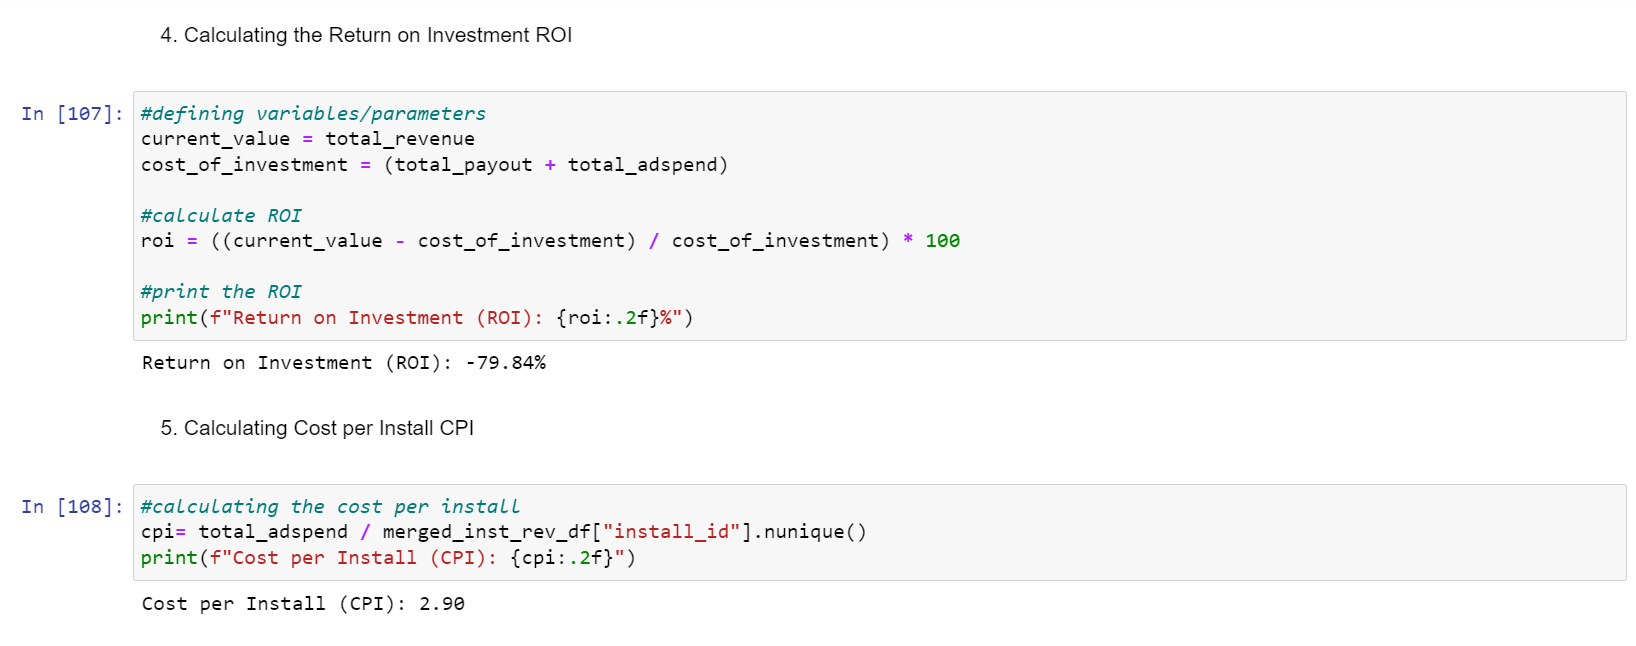 4. Calculating the Return on Investment ROI
In [107]:
#defining variables/parameters
current_value = total_revenue
cost_of_investment = (total_payout + total_adspend)
#calculate ROI
roi = ((current_value - cost_of_investment) / cost_of_investment) * 100
#print the ROI
print(f"Return on Investment (ROI): {roi:.2f}%")
Return on Investment (ROI): -79.84%
5. Calculating Cost per Install CPI
In [108]:
#calculating the cost per install
cpi= total_adspend / merged_inst_rev_df["install_id"].nunique()
print(f"Cost per Install (CPI): {cpi:.2f}")
Cost per Install (CPI): 2.90